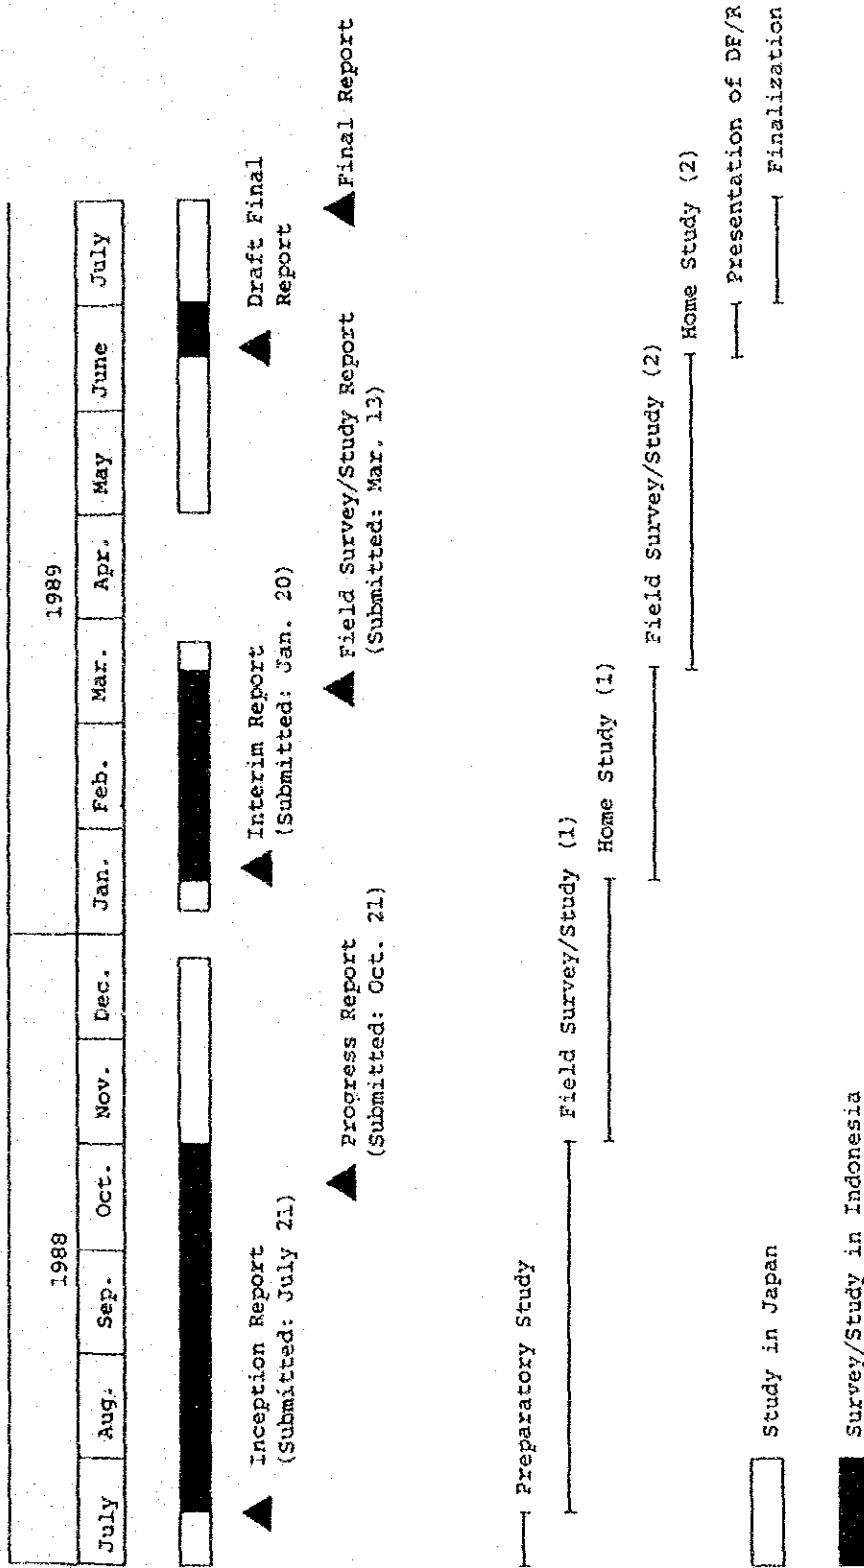 1988
1989
July
Aug.
Sep.
Oct.
Nov.
Dec.
Jan.
Feb.
Mar.
Apr.
May
June
July
Inception Report
(Submitted: July 21)
Interim Report
(Submitted: Jan. 20)
Draft Final
Report
Progress Report
(Submitted: Oct. 21)
Field Survey/Study Report
(Submitted: Mar. 13)
Final Report
Preparatory Study
Field Survey/Study (1)
Home Study (1)
Field Survey/Study (2)
Home Study (2)
Presentation of DF/R
Finalization
Study in Japan
Survey/Study in Indonesia